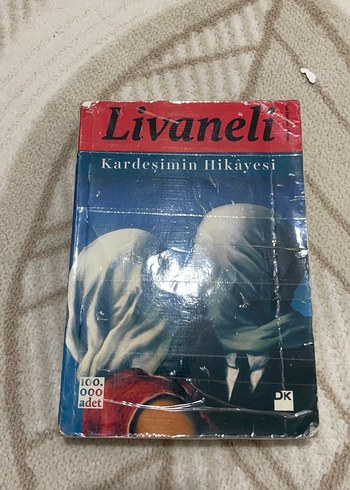 Livaneli
Kardeşimin Hikâyesi
100.
000
adet
DK